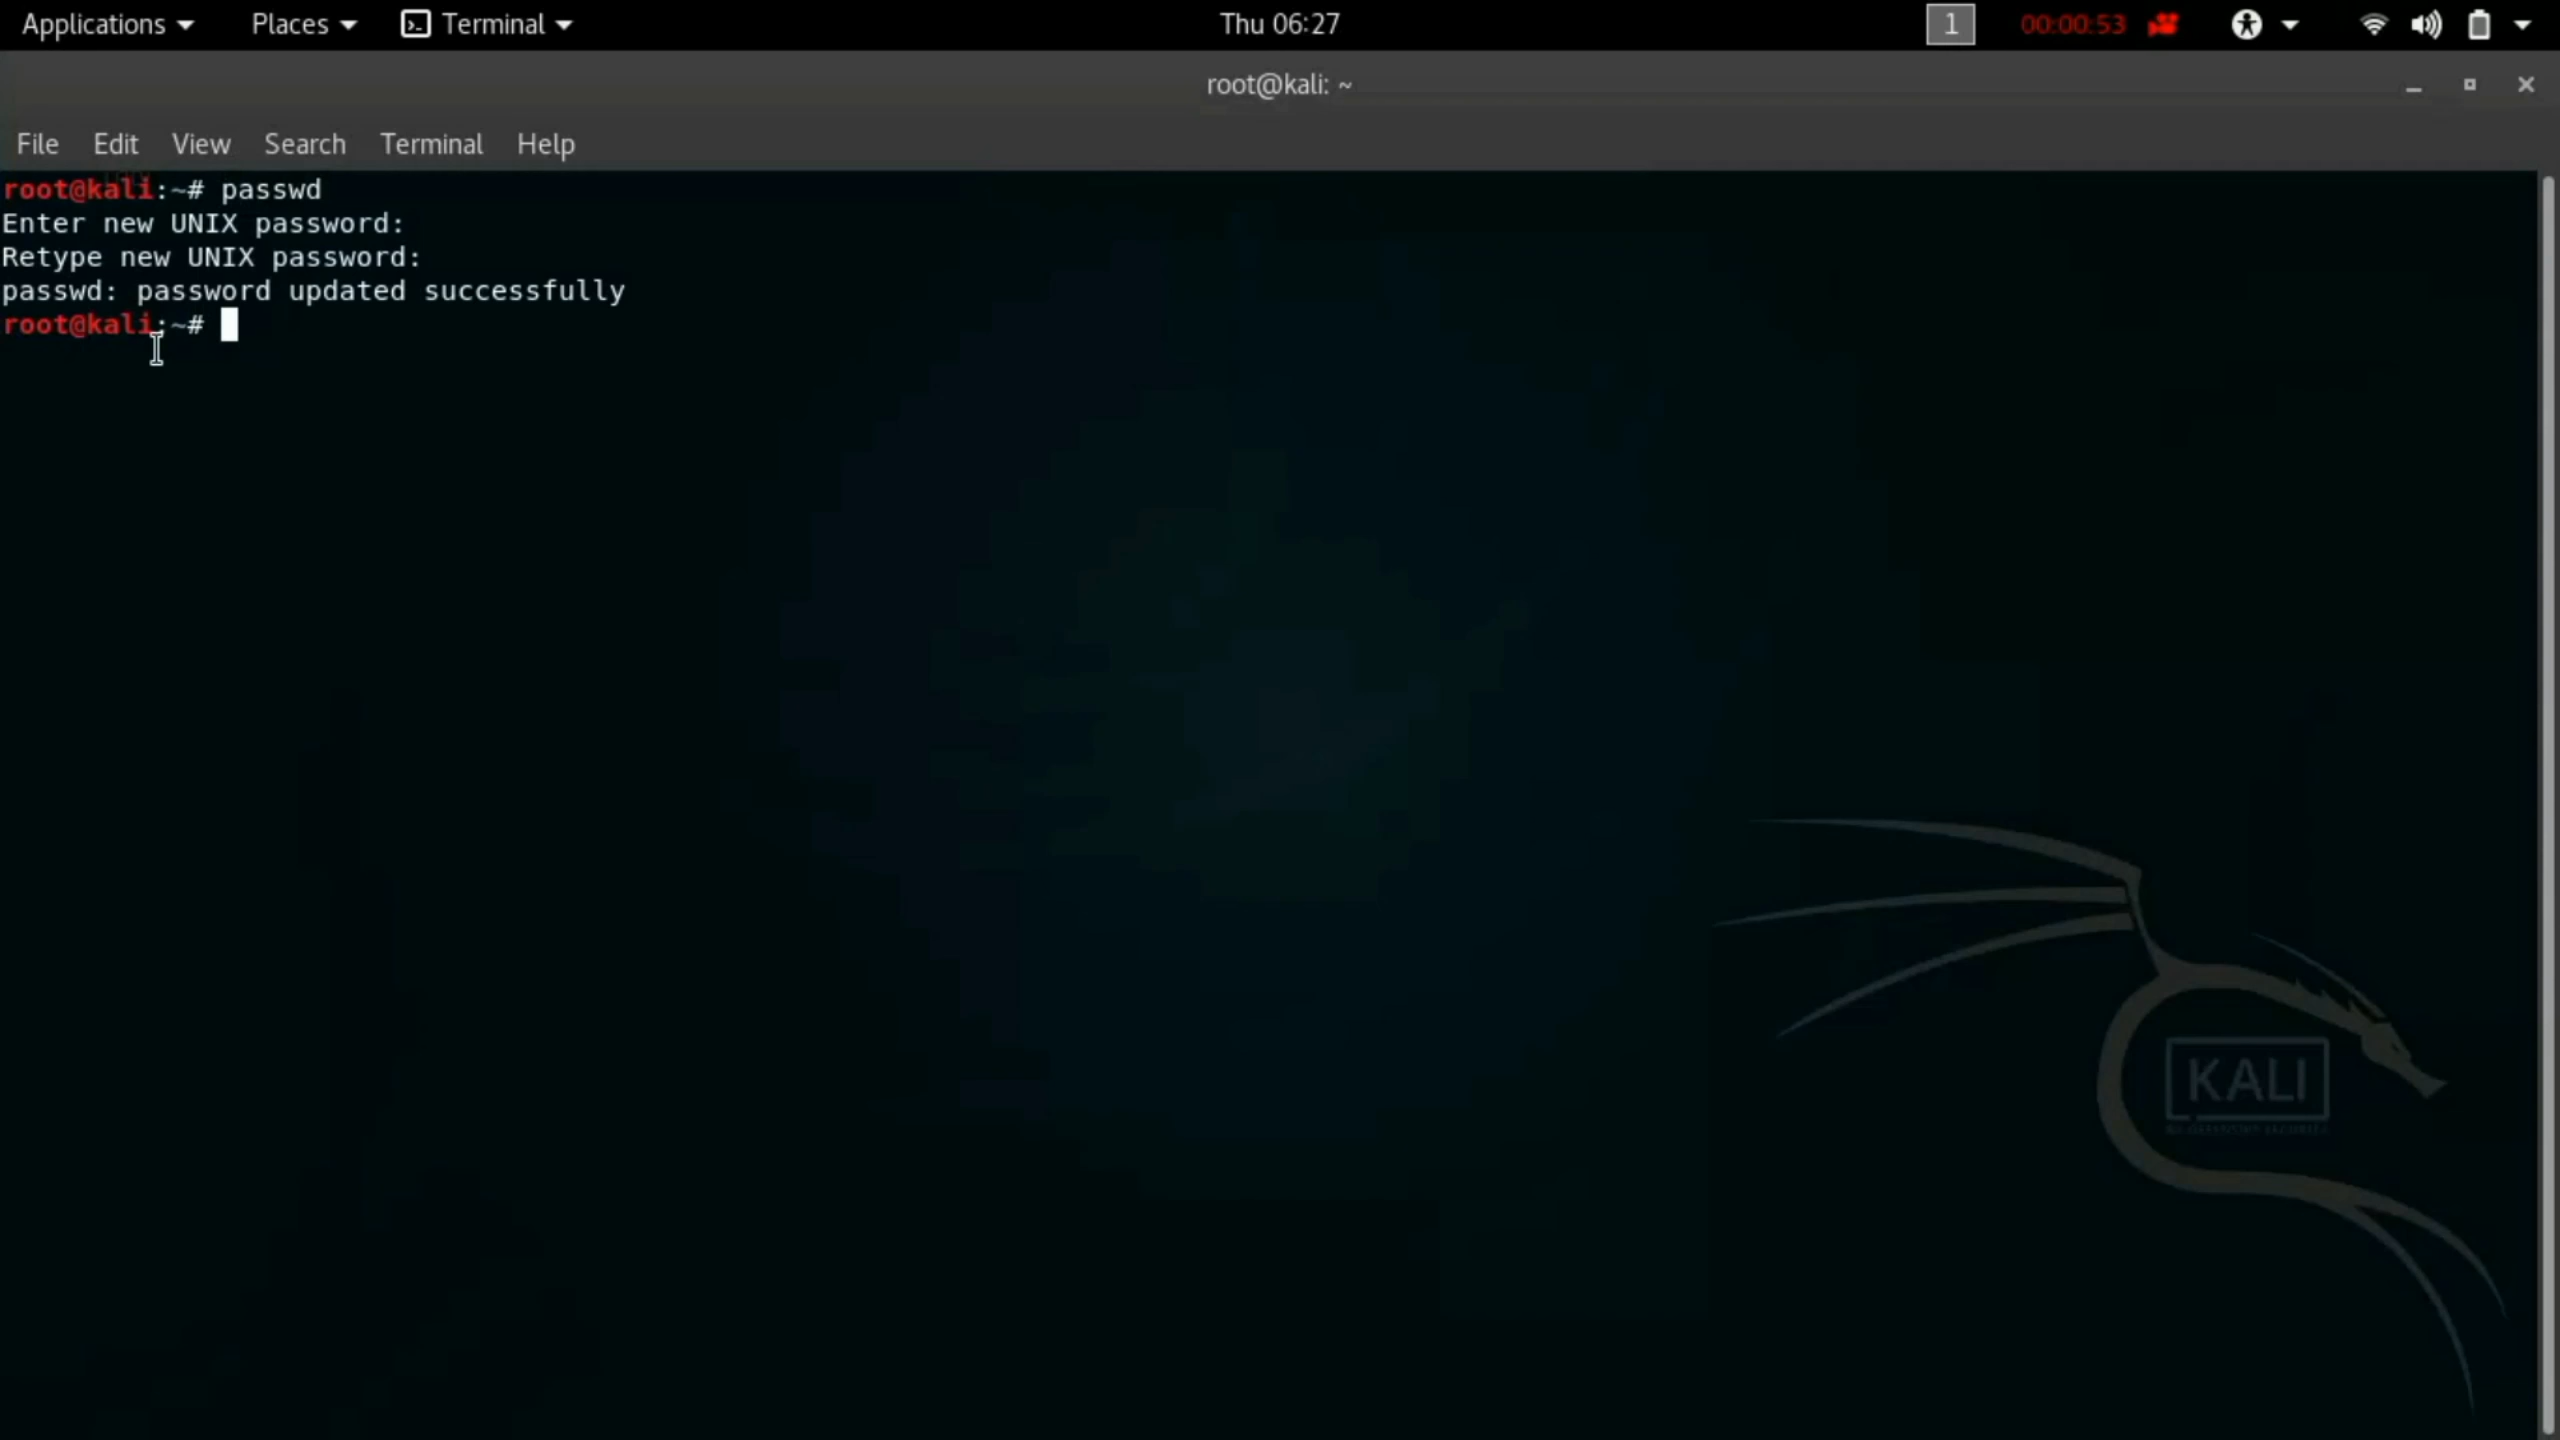 Applications Places Terminal Thu 06:27 1 00:00:53
root@kali: ~
File Edit View Search Terminal Help
root@kali:~# passwd
Enter new UNIX password:
Retype new UNIX password:
passwd: password updated successfully
root@kali:~#
KALI